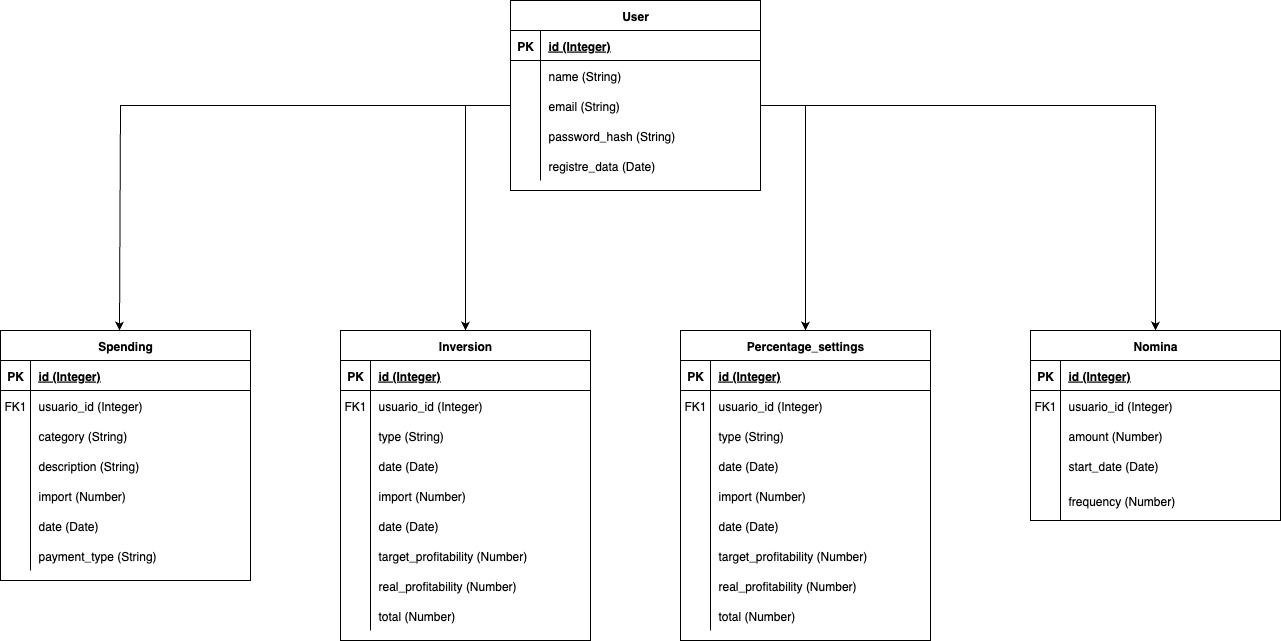 User
PK id (Integer)
name (String)
email (String)
password_hash (String)
registre_data (Date)
Spending
PK id (Integer)
FK1 usuario_id (Integer)
category (String)
description (String)
import (Number)
date (Date)
payment_type (String)
Inversion
PK id (Integer)
FK1 usuario_id (Integer)
type (String)
date (Date)
import (Number)
date (Date)
target_profitability (Number)
real_profitability (Number)
total (Number)
Percentage_settings
PK id (Integer)
FK1 usuario_id (Integer)
type (String)
date (Date)
import (Number)
date (Date)
target_profitability (Number)
real_profitability (Number)
total (Number)
Nomina
PK id (Integer)
FK1 usuario_id (Integer)
amount (Number)
start_date (Date)
frequency (Number)